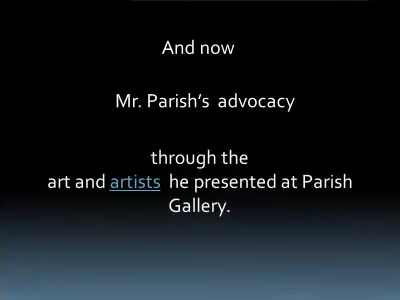 And now
Mr. Parish’s advocacy
through the
art and artists he presented at Parish
Gallery.